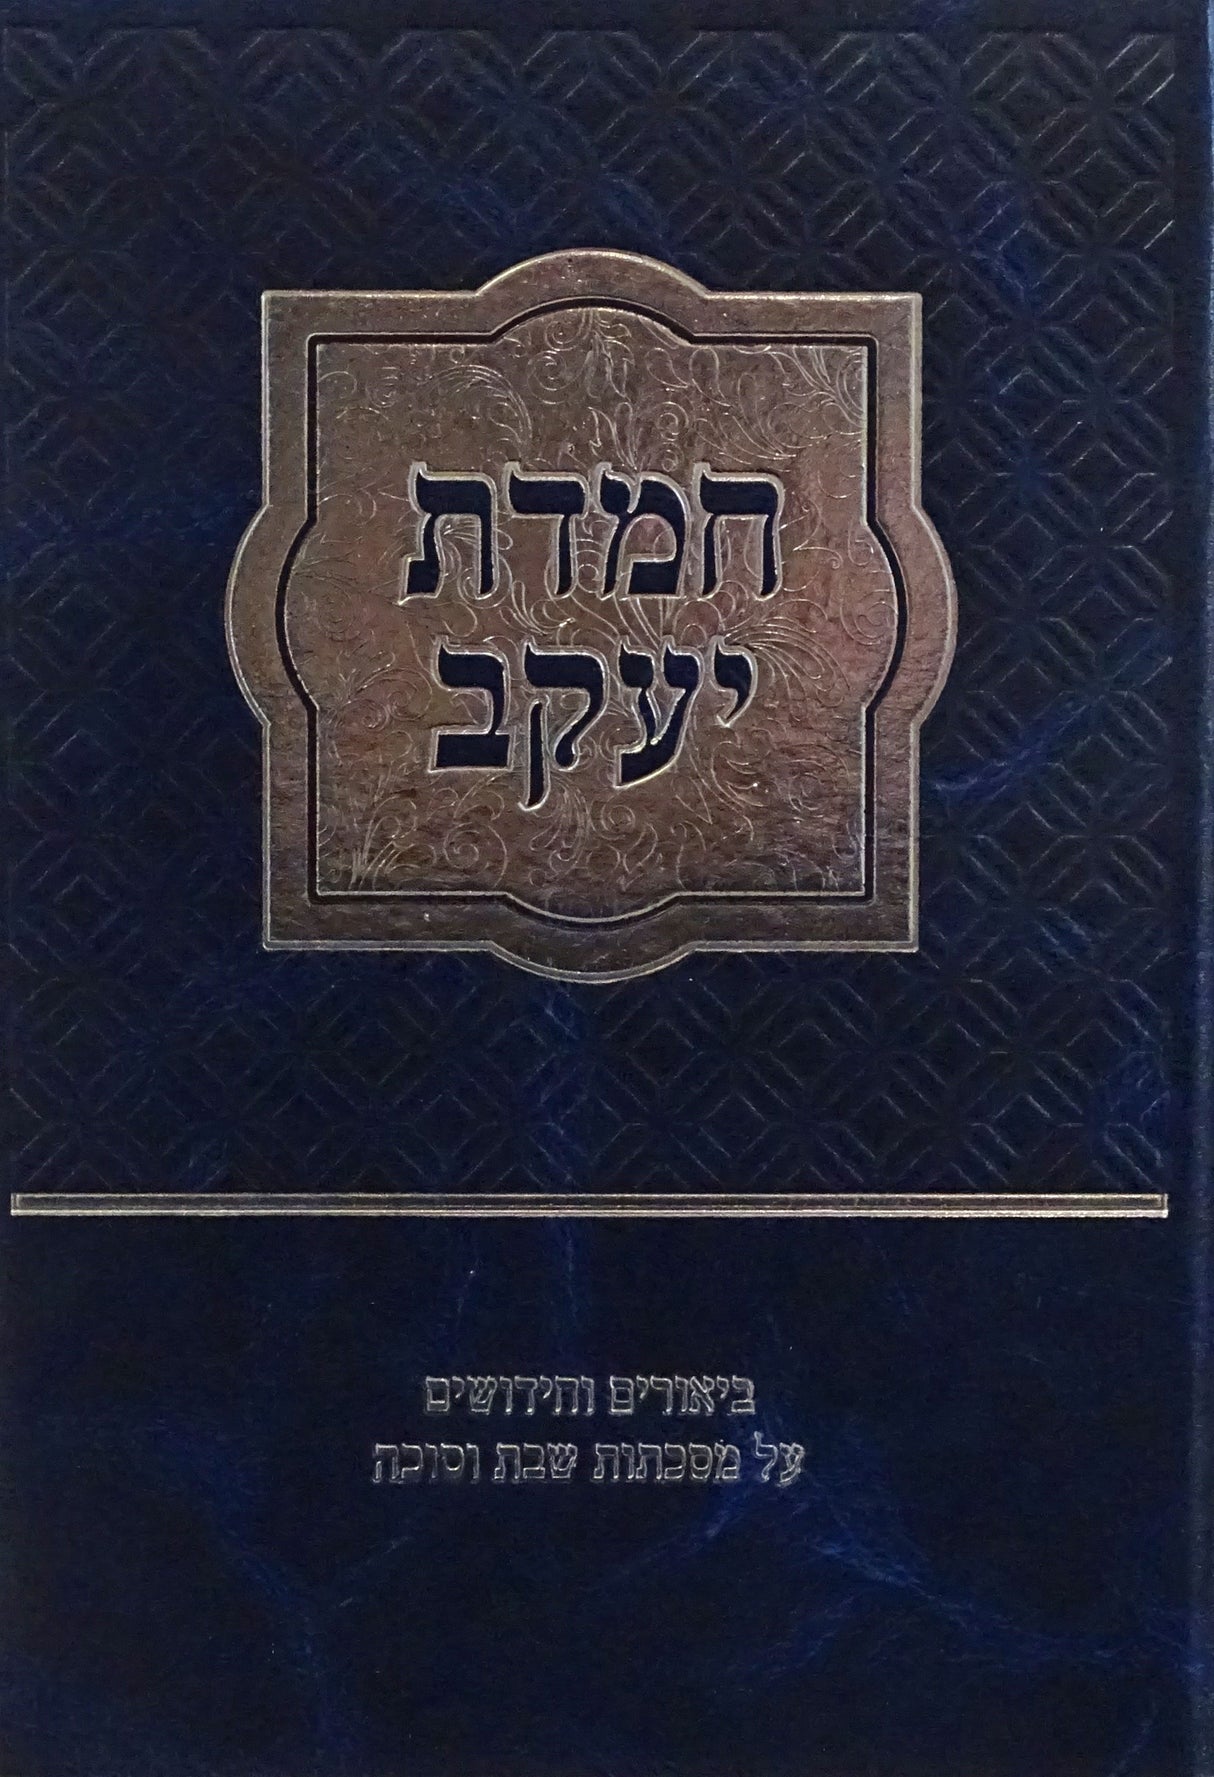 חמדת
יעקב
ביאורים וחידושים
על מסכתות שבת וסוכה